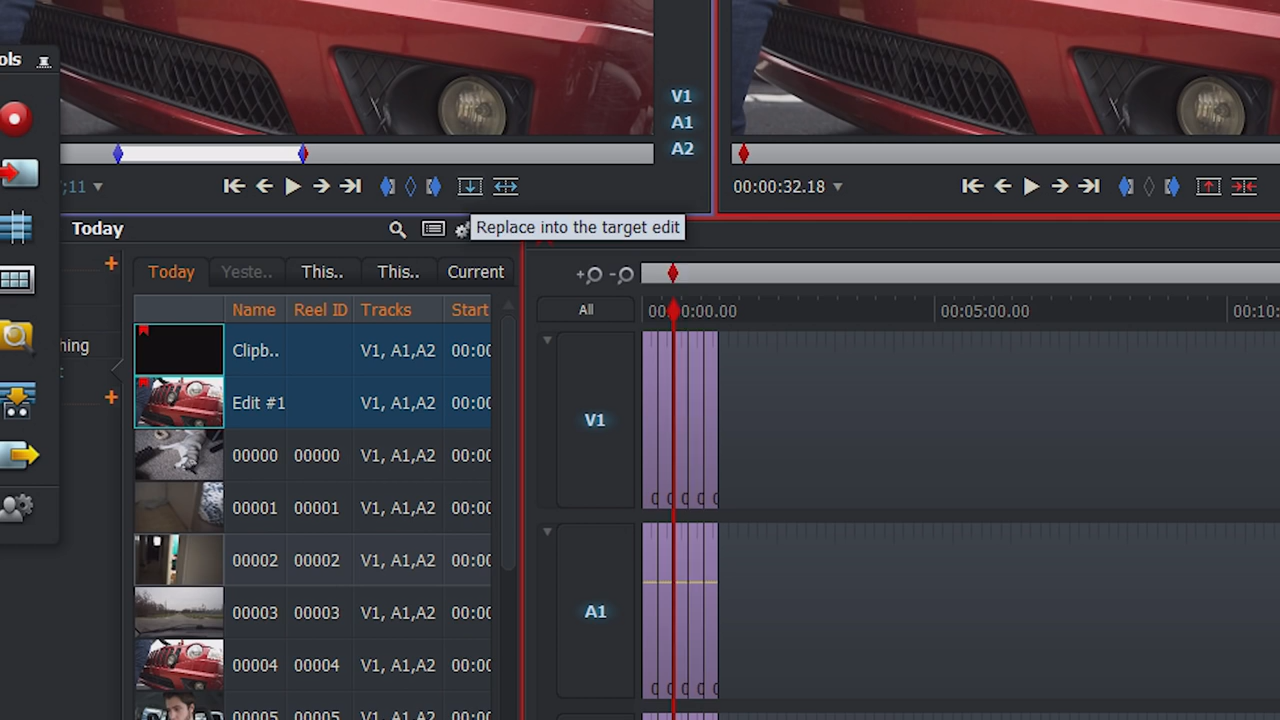 ols
V1
A1
A2
;11
00:00:32.18
Today
Replace into the target edit
Today Yeste.. This.. This.. Current
All
00:05:00.00
00:10:
Name Reel ID Tracks Start
hing
Clipb.. V1, A1,A2 00:00
Edit #1 V1, A1,A2 00:00
V1
00000 00000 V1, A1,A2 00:00
00001 00001 V1, A1,A2 00:00
00002 00002 V1, A1,A2 00:00
00003 00003 V1, A1,A2 00:00
A1
00004 00004 V1, A1,A2 00:00
00005 00005 V1, A1,A2 00:00